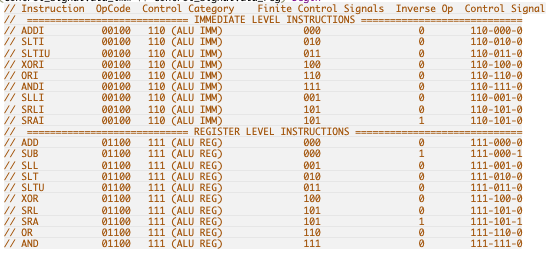 // Instruction OpCode Control Category Finite Control Signals Inverse Op Control Signal
// ============================ IMMEDIATE LEVEL INSTRUCTIONS =============================
// ADDI 00100 110 (ALU IMM) 000 0 110-000-0
// SLTI 00100 110 (ALU IMM) 010 0 110-010-0
// SLTIU 00100 110 (ALU IMM) 011 0 110-011-0
// XORI 00100 110 (ALU IMM) 100 0 110-100-0
// ORI 00100 110 (ALU IMM) 110 0 110-110-0
// ANDI 00100 110 (ALU IMM) 111 0 110-111-0
// SLLI 00100 110 (ALU IMM) 001 0 110-001-0
// SRLI 00100 110 (ALU IMM) 101 0 110-101-0
// SRAI 00100 110 (ALU IMM) 101 1 110-101-0
// ============================ REGISTER LEVEL INSTRUCTIONS =============================
// ADD 01100 111 (ALU REG) 000 0 111-000-0
// SUB 01100 111 (ALU REG) 000 1 111-000-1
// SLL 01100 111 (ALU REG) 001 0 111-001-0
// SLT 01100 111 (ALU REG) 010 0 111-010-0
// SLTU 01100 111 (ALU REG) 011 0 111-011-0
// XOR 01100 111 (ALU REG) 100 0 111-100-0
// SRL 01100 111 (ALU REG) 101 0 111-101-0
// SRA 01100 111 (ALU REG) 101 1 111-101-1
// OR 01100 111 (ALU REG) 110 0 111-110-0
// AND 01100 111 (ALU REG) 111 0 111-111-0